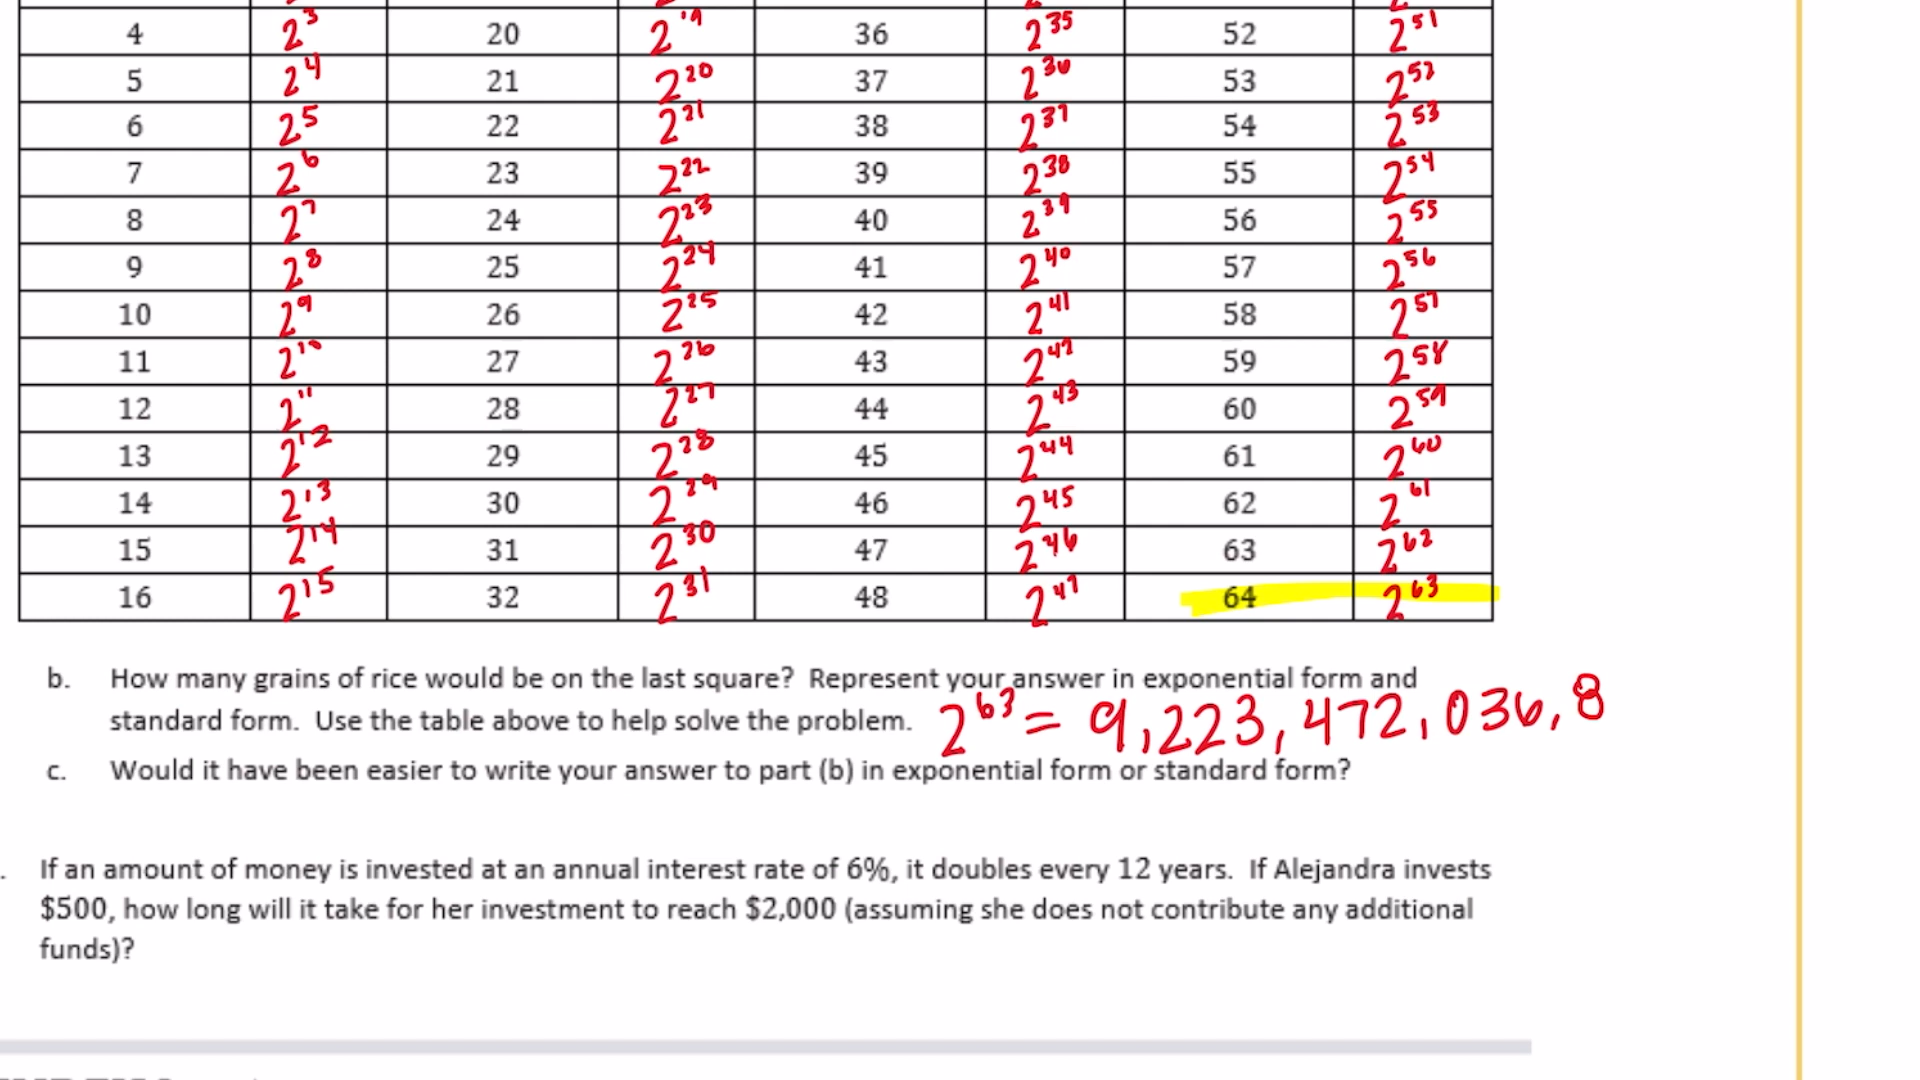 4 2³ 20 2¹⁹ 36 2³⁵ 52 2⁵¹
5 2⁴ 21 2²⁰ 37 2³⁶ 53 2⁵²
6 2⁵ 22 2²¹ 38 2³⁷ 54 2⁵³
7 2⁶ 23 2²² 39 2³⁸ 55 2⁵⁴
8 2⁷ 24 2²³ 40 2³⁹ 56 2⁵⁵
9 2⁸ 25 2²⁴ 41 2⁴⁰ 57 2⁵⁶
10 2⁹ 26 2²⁵ 42 2⁴¹ 58 2⁵⁷
11 2¹⁰ 27 2²⁶ 43 2⁴² 59 2⁵⁸
12 2¹¹ 28 2²⁷ 44 2⁴³ 60 2⁵⁹
13 2¹² 29 2²⁸ 45 2⁴⁴ 61 2⁶⁰
14 2¹³ 30 2²⁹ 46 2⁴⁵ 62 2⁶¹
15 2¹⁴ 31 2³⁰ 47 2⁴⁶ 63 2⁶²
16 2¹⁵ 32 2³¹ 48 2⁴⁷ 64 2⁶³
b. How many grains of rice would be on the last square? Represent your answer in exponential form and
standard form. Use the table above to help solve the problem. 2⁶³ = 9,223,472,036,8
c. Would it have been easier to write your answer to part (b) in exponential form or standard form?
. If an amount of money is invested at an annual interest rate of 6%, it doubles every 12 years. If Alejandra invests
$500, how long will it take for her investment to reach $2,000 (assuming she does not contribute any additional
funds)?